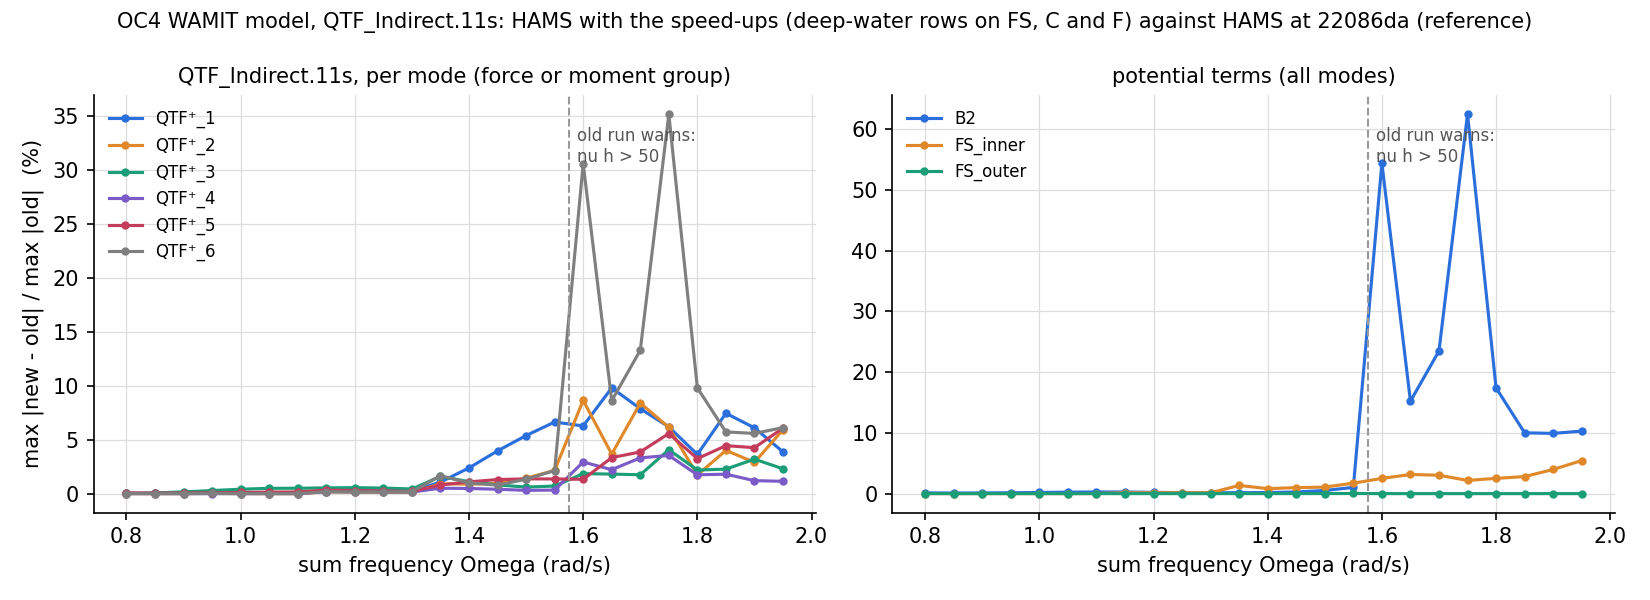 OC4 WAMIT model, QTF_Indirect.11s: HAMS with the speed-ups (deep-water rows on FS, C and F) against HAMS at 22086da (reference)
QTF_Indirect.11s, per mode (force or moment group)
max |new - old| / max |old|  (%)
35
30
25
20
15
10
5
0
QTF⁺_1
QTF⁺_2
QTF⁺_3
QTF⁺_4
QTF⁺_5
QTF⁺_6
old run warns:
nu h > 50
0.8 1.0 1.2 1.4 1.6 1.8 2.0
sum frequency Omega (rad/s)
potential terms (all modes)
60
50
40
30
20
10
0
B2
FS_inner
FS_outer
old run warns:
nu h > 50
0.8 1.0 1.2 1.4 1.6 1.8 2.0
sum frequency Omega (rad/s)